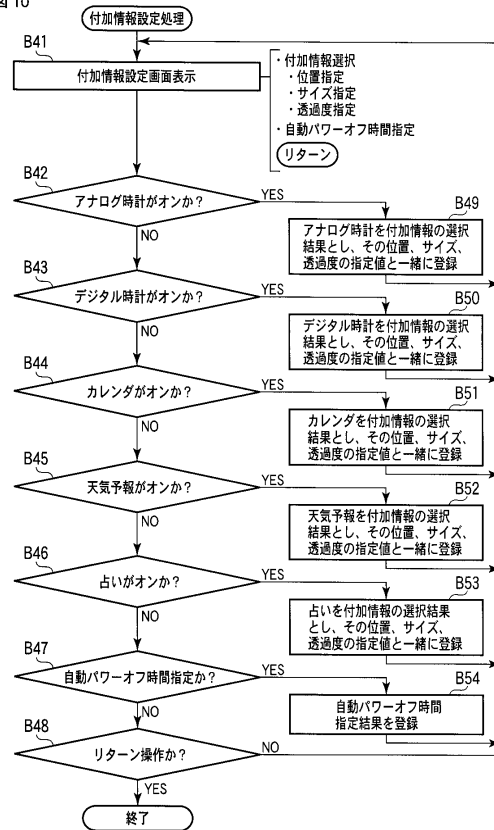 図10
付加情報設定処理
B41
付加情報設定画面表示
・付加情報選択
・位置指定
・サイズ指定
・透過度指定
・自動パワーオフ時間指定
リターン
B42
アナログ時計がオンか？
YES
NO
B49
アナログ時計を付加情報の選択
結果とし、その位置、サイズ、
透過度の指定値と一緒に登録
B43
デジタル時計がオンか？
YES
NO
B50
デジタル時計を付加情報の選択
結果とし、その位置、サイズ、
透過度の指定値と一緒に登録
B44
カレンダがオンか？
YES
NO
B51
カレンダを付加情報の選択
結果とし、その位置、サイズ、
透過度の指定値と一緒に登録
B45
天気予報がオンか？
YES
NO
B52
天気予報を付加情報の選択
結果とし、その位置、サイズ、
透過度の指定値と一緒に登録
B46
占いがオンか？
YES
NO
B53
占いを付加情報の選択結果
とし、その位置、サイズ、
透過度の指定値と一緒に登録
B47
自動パワーオフ時間指定か？
YES
NO
B54
自動パワーオフ時間
指定結果を登録
B48
リターン操作か？
NO
YES
終了